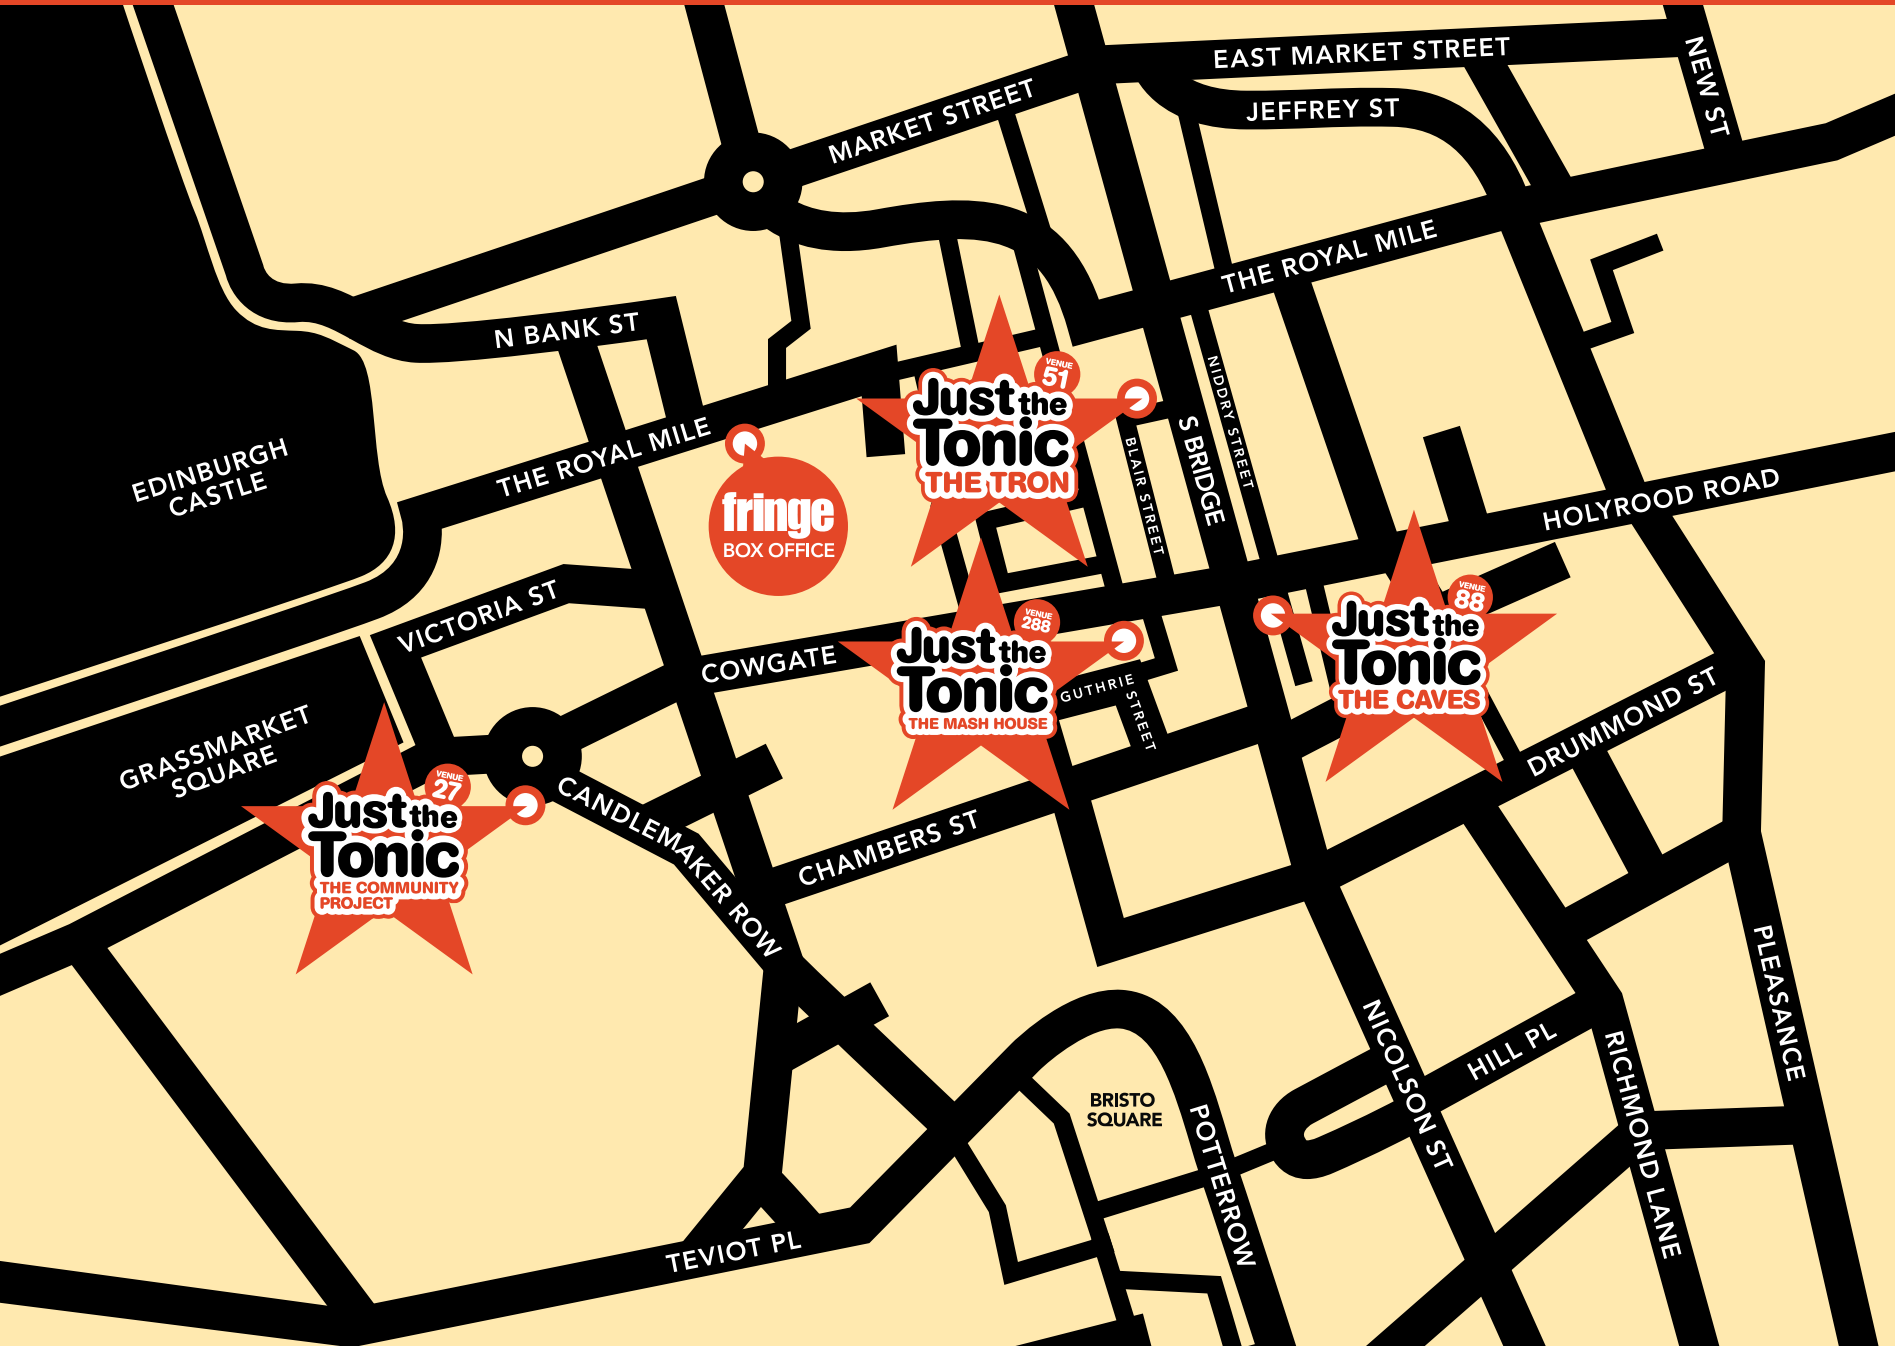 EAST MARKET STREET
NEW ST
MARKET STREET
JEFFREY ST
THE ROYAL MILE
N BANK ST
NIDDRY STREET
VENUE
51
Just the
Tonic
THE TRON
S BRIDGE
BLAIR STREET
THE ROYAL MILE
EDINBURGH
CASTLE
fringe
BOX OFFICE
HOLYROOD ROAD
VICTORIA ST
VENUE
288
Just the
Tonic
THE MASH HOUSE
VENUE
88
Just the
Tonic
THE CAVES
COWGATE
GUTHRIE
STREET
DRUMMOND ST
GRASSMARKET
SQUARE
VENUE
27
Just the
Tonic
THE COMMUNITY
PROJECT
CANDLEMAKER ROW
CHAMBERS ST
PLEASANCE
NICOLSON ST
HILL PL
RICHMOND LANE
BRISTO
SQUARE
POTTERROW
TEVIOT PL